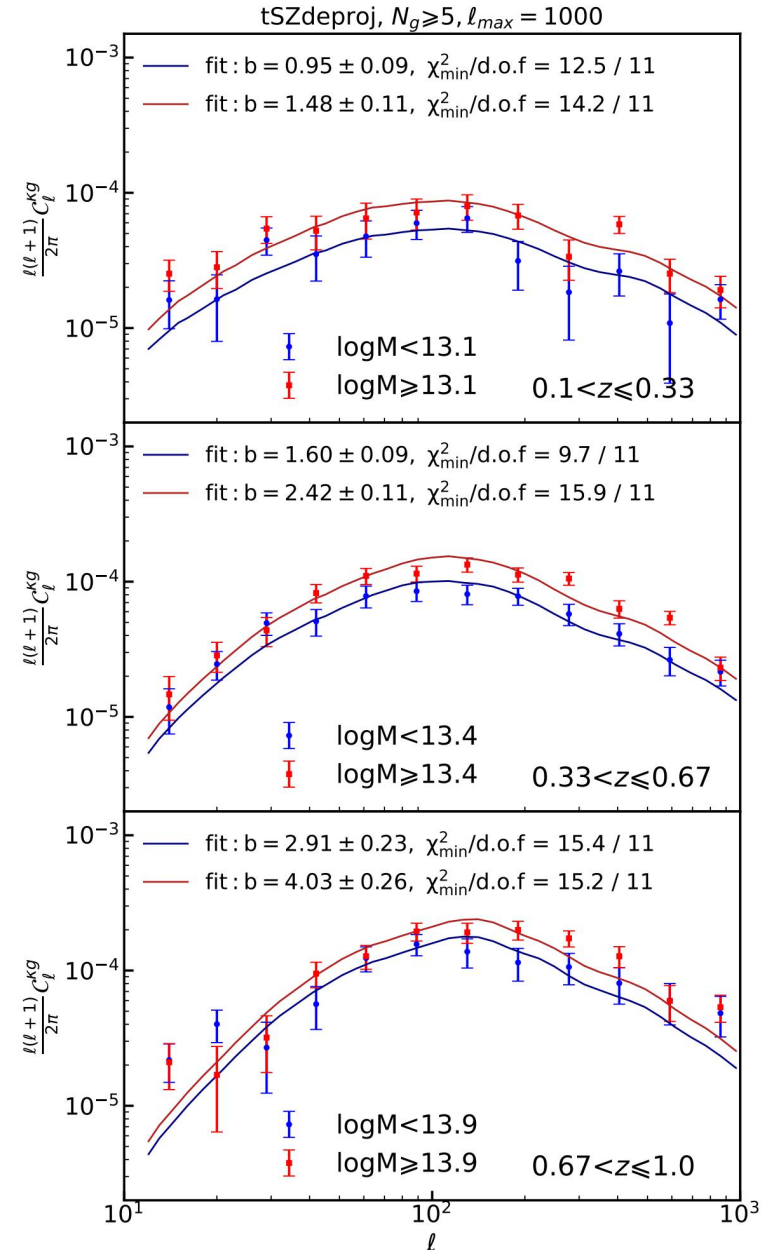 tSZdeproj, N_g⩾5, ℓ_max = 1000
10^−3
fit : b = 0.95 ± 0.09, χ²_min/d.o.f = 12.5 / 11
fit : b = 1.48 ± 0.11, χ²_min/d.o.f = 14.2 / 11
10^−4
ℓ(ℓ+1)/2π C_ℓ^κg
10^−5
logM<13.1
logM⩾13.1
0.1<z⩽0.33
10^−3
fit : b = 1.60 ± 0.09, χ²_min/d.o.f = 9.7 / 11
fit : b = 2.42 ± 0.11, χ²_min/d.o.f = 15.9 / 11
10^−4
ℓ(ℓ+1)/2π C_ℓ^κg
10^−5
logM<13.4
logM⩾13.4
0.33<z⩽0.67
10^−3
fit : b = 2.91 ± 0.23, χ²_min/d.o.f = 15.4 / 11
fit : b = 4.03 ± 0.26, χ²_min/d.o.f = 15.2 / 11
10^−4
ℓ(ℓ+1)/2π C_ℓ^κg
10^−5
logM<13.9
logM⩾13.9
0.67<z⩽1.0
10^1 10^2 10^3
ℓ